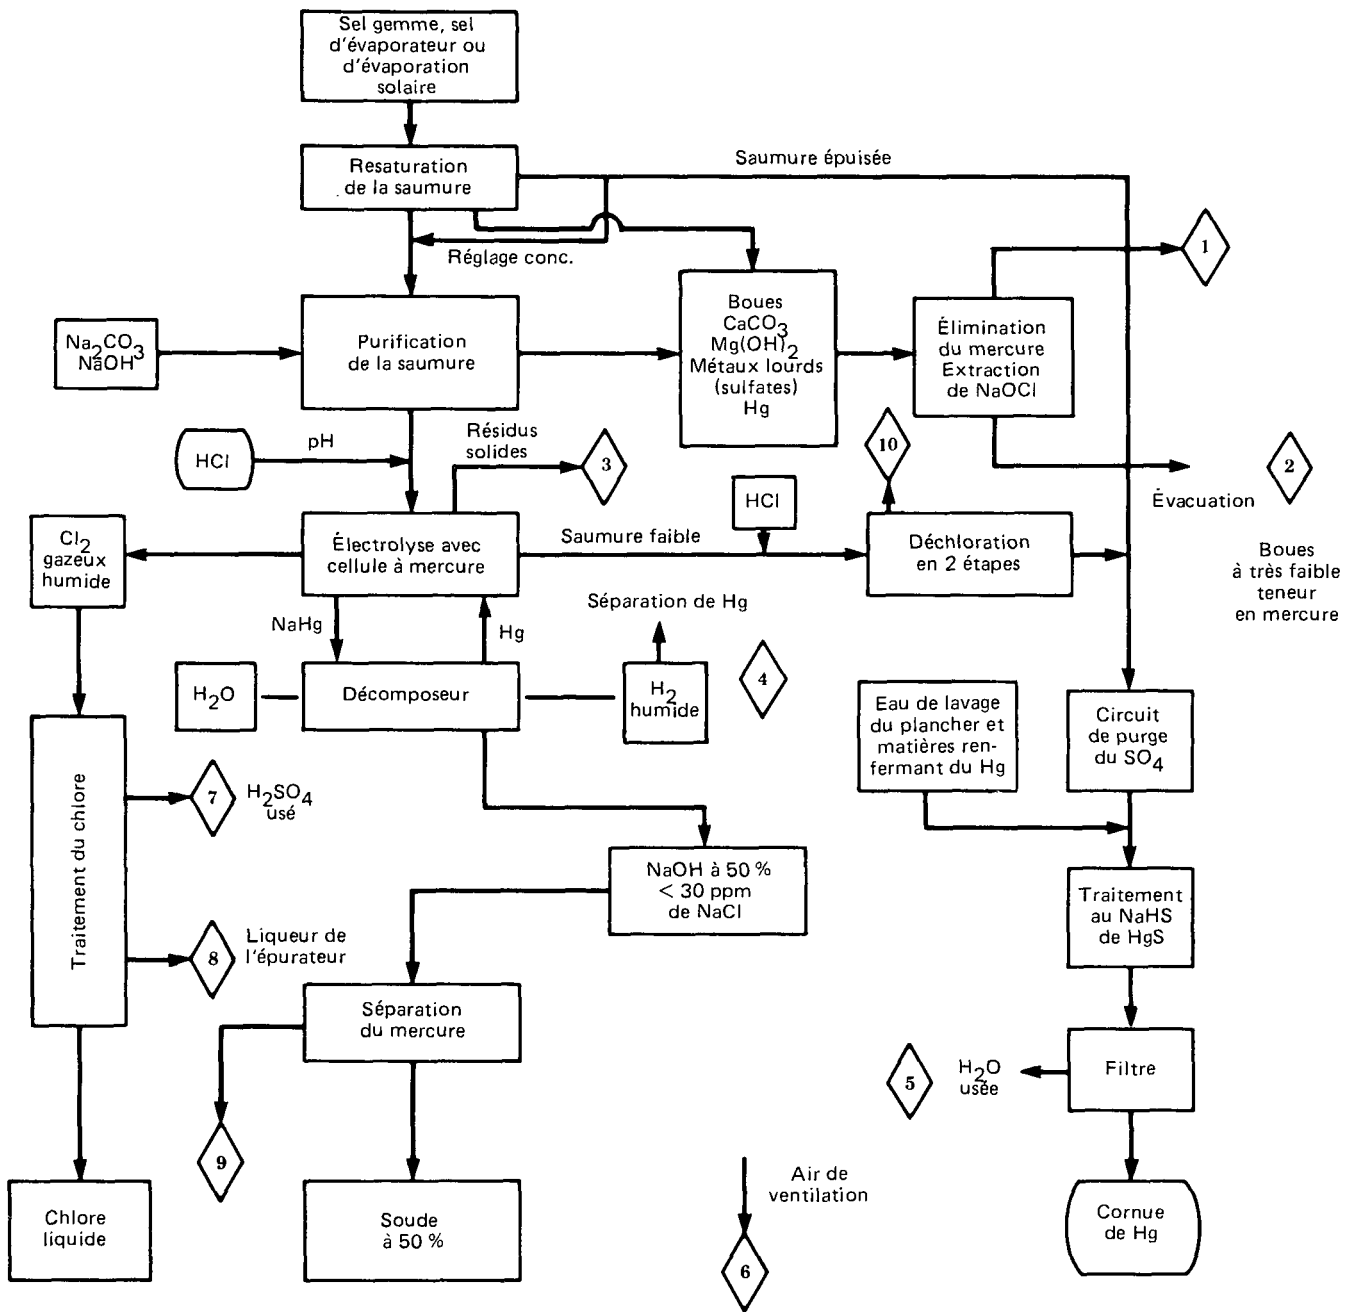 Sel gemme, sel
d'évaporateur ou
d'évaporation
solaire
Resaturation
de la saumure
Saumure épuisée
Réglage conc.
1
Na2CO3
NaOH
Purification
de la saumure
Boues
CaCO3
Mg(OH)2
Métaux lourds
(sulfates)
Hg
Élimination
du mercure
Extraction
de NaOCl
HCl
pH
Résidus
solides
3
10
2
Évacuation
HCl
Cl2
gazeux
humide
Électrolyse avec
cellule à mercure
Saumure faible
Déchloration
en 2 étapes
Boues
à très faible
teneur
en mercure
NaHg
Hg
Séparation de Hg
H2O
Décomposeur
H2
humide
4
Eau de lavage
du plancher et
matières ren-
fermant du Hg
Circuit
de purge
du SO4
Traitement du chlore
7
H2SO4
usé
NaOH à 50 %
< 30 ppm
de NaCl
Traitement
au NaHS
de HgS
8
Liqueur de
l'épurateur
Séparation
du mercure
5
H2O
usée
Filtre
9
Air de
ventilation
6
Chlore
liquide
Soude
à 50 %
Cornue
de Hg